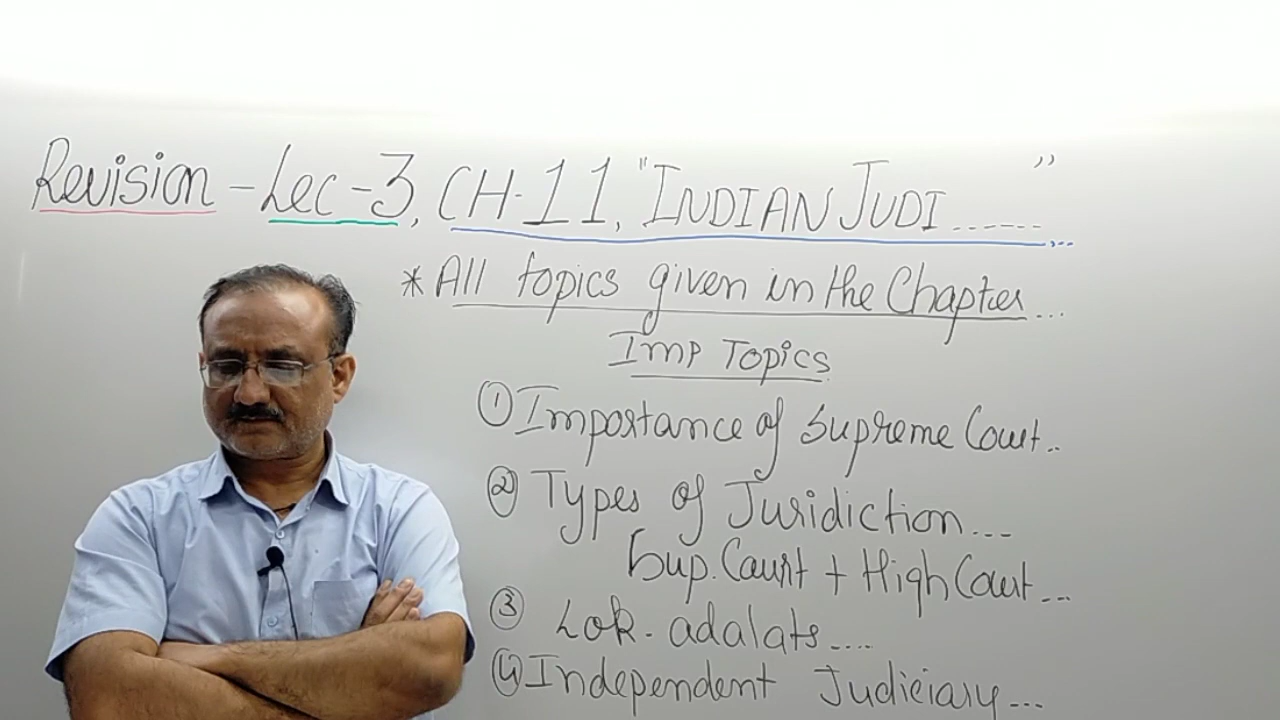 Revision - Lec - 3, CH-11, "INDIAN JUDI ......"
* All topics given in the Chapter...
Imp Topics
① Importance of Supreme Court..
② Types of Juridiction...
Sup. Court + High Court...
③ Lok-adalats....
④ Independent Judiciary...